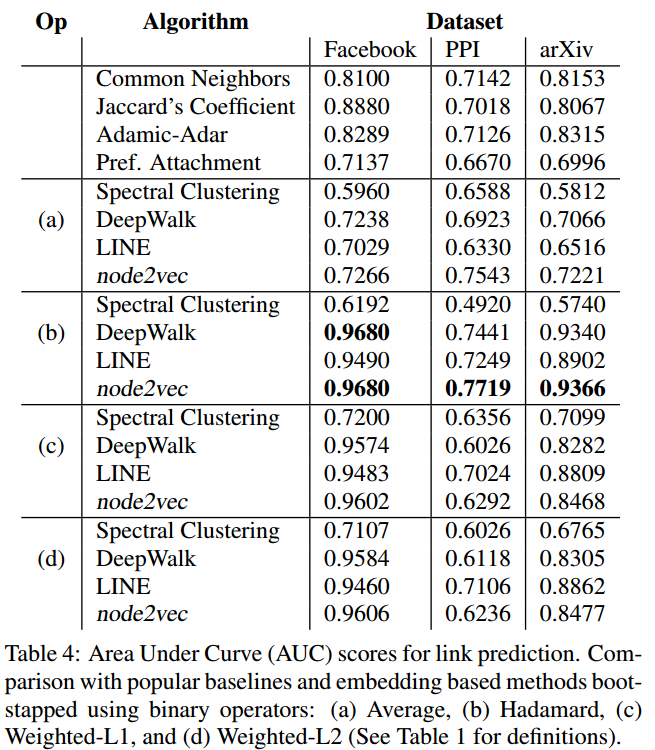 Op Algorithm Dataset
Facebook PPI arXiv
Common Neighbors 0.8100 0.7142 0.8153
Jaccard's Coefficient 0.8880 0.7018 0.8067
Adamic-Adar 0.8289 0.7126 0.8315
Pref. Attachment 0.7137 0.6670 0.6996
Spectral Clustering 0.5960 0.6588 0.5812
(a) DeepWalk 0.7238 0.6923 0.7066
LINE 0.7029 0.6330 0.6516
node2vec 0.7266 0.7543 0.7221
Spectral Clustering 0.6192 0.4920 0.5740
(b) DeepWalk 0.9680 0.7441 0.9340
LINE 0.9490 0.7249 0.8902
node2vec 0.9680 0.7719 0.9366
Spectral Clustering 0.7200 0.6356 0.7099
(c) DeepWalk 0.9574 0.6026 0.8282
LINE 0.9483 0.7024 0.8809
node2vec 0.9602 0.6292 0.8468
Spectral Clustering 0.7107 0.6026 0.6765
(d) DeepWalk 0.9584 0.6118 0.8305
LINE 0.9460 0.7106 0.8862
node2vec 0.9606 0.6236 0.8477
Table 4: Area Under Curve (AUC) scores for link prediction. Com-
parison with popular baselines and embedding based methods boot-
stapped using binary operators: (a) Average, (b) Hadamard, (c)
Weighted-L1, and (d) Weighted-L2 (See Table 1 for definitions).